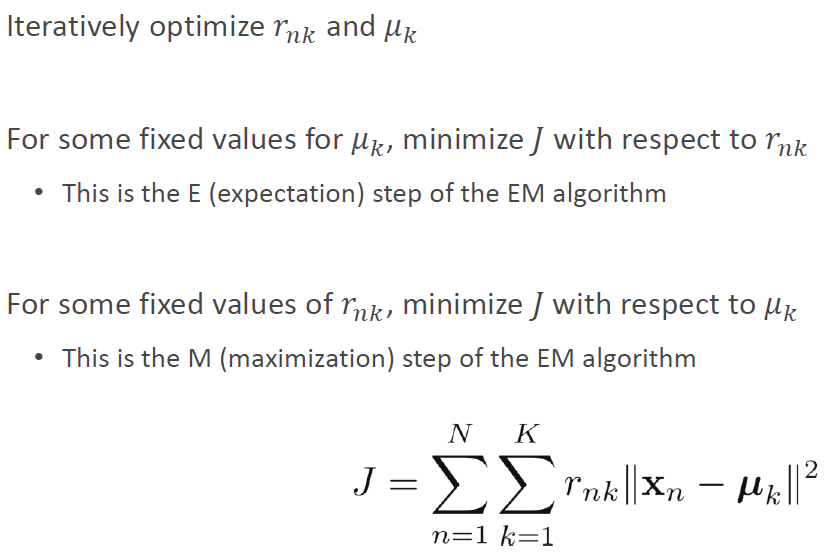 Iteratively optimize $r_{nk}$ and $\mu_k$
For some fixed values for $\mu_k$, minimize $J$ with respect to $r_{nk}$
• This is the E (expectation) step of the EM algorithm
For some fixed values of $r_{nk}$, minimize $J$ with respect to $\mu_k$
• This is the M (maximization) step of the EM algorithm
$J = \sum_{n=1}^{N} \sum_{k=1}^{K} r_{nk} \|\mathbf{x}_n - \boldsymbol{\mu}_k\|^2$